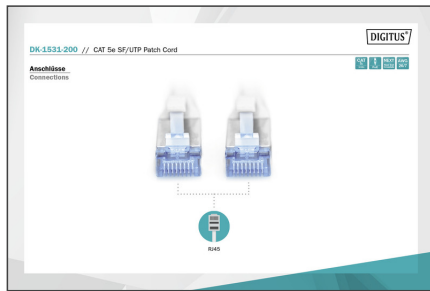 DIGITUS®
DK-1531-200 // CAT 5e SF/UTP Patch Cord
Anschlüsse
Connections
RJ45